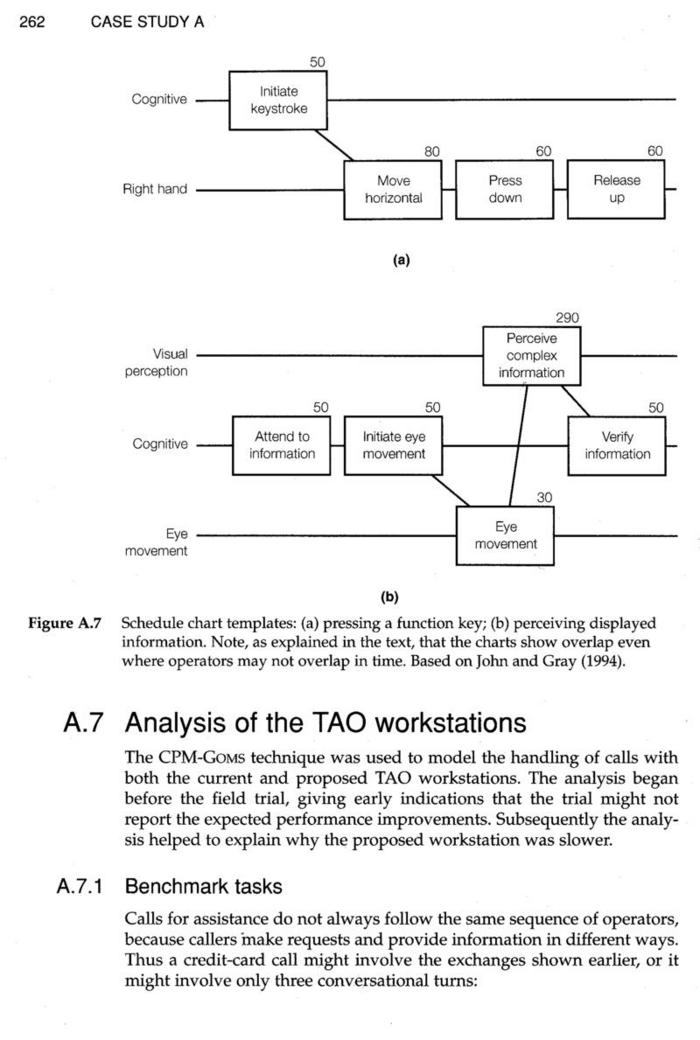 262 CASE STUDY A
50
Cognitive
Initiate
keystroke
80
60
60
Right hand
Move
horizontal
Press
down
Release
up
(a)
290
Visual
perception
Perceive
complex
information
50
50
50
Cognitive
Attend to
information
Initiate eye
movement
Verify
information
30
Eye
movement
Eye
movement
(b)
Figure A.7 Schedule chart templates: (a) pressing a function key; (b) perceiving displayed
information. Note, as explained in the text, that the charts show overlap even
where operators may not overlap in time. Based on John and Gray (1994).
A.7 Analysis of the TAO workstations
The CPM-GOMS technique was used to model the handling of calls with
both the current and proposed TAO workstations. The analysis began
before the field trial, giving early indications that the trial might not
report the expected performance improvements. Subsequently the analy-
sis helped to explain why the proposed workstation was slower.
A.7.1 Benchmark tasks
Calls for assistance do not always follow the same sequence of operators,
because callers make requests and provide information in different ways.
Thus a credit-card call might involve the exchanges shown earlier, or it
might involve only three conversational turns: